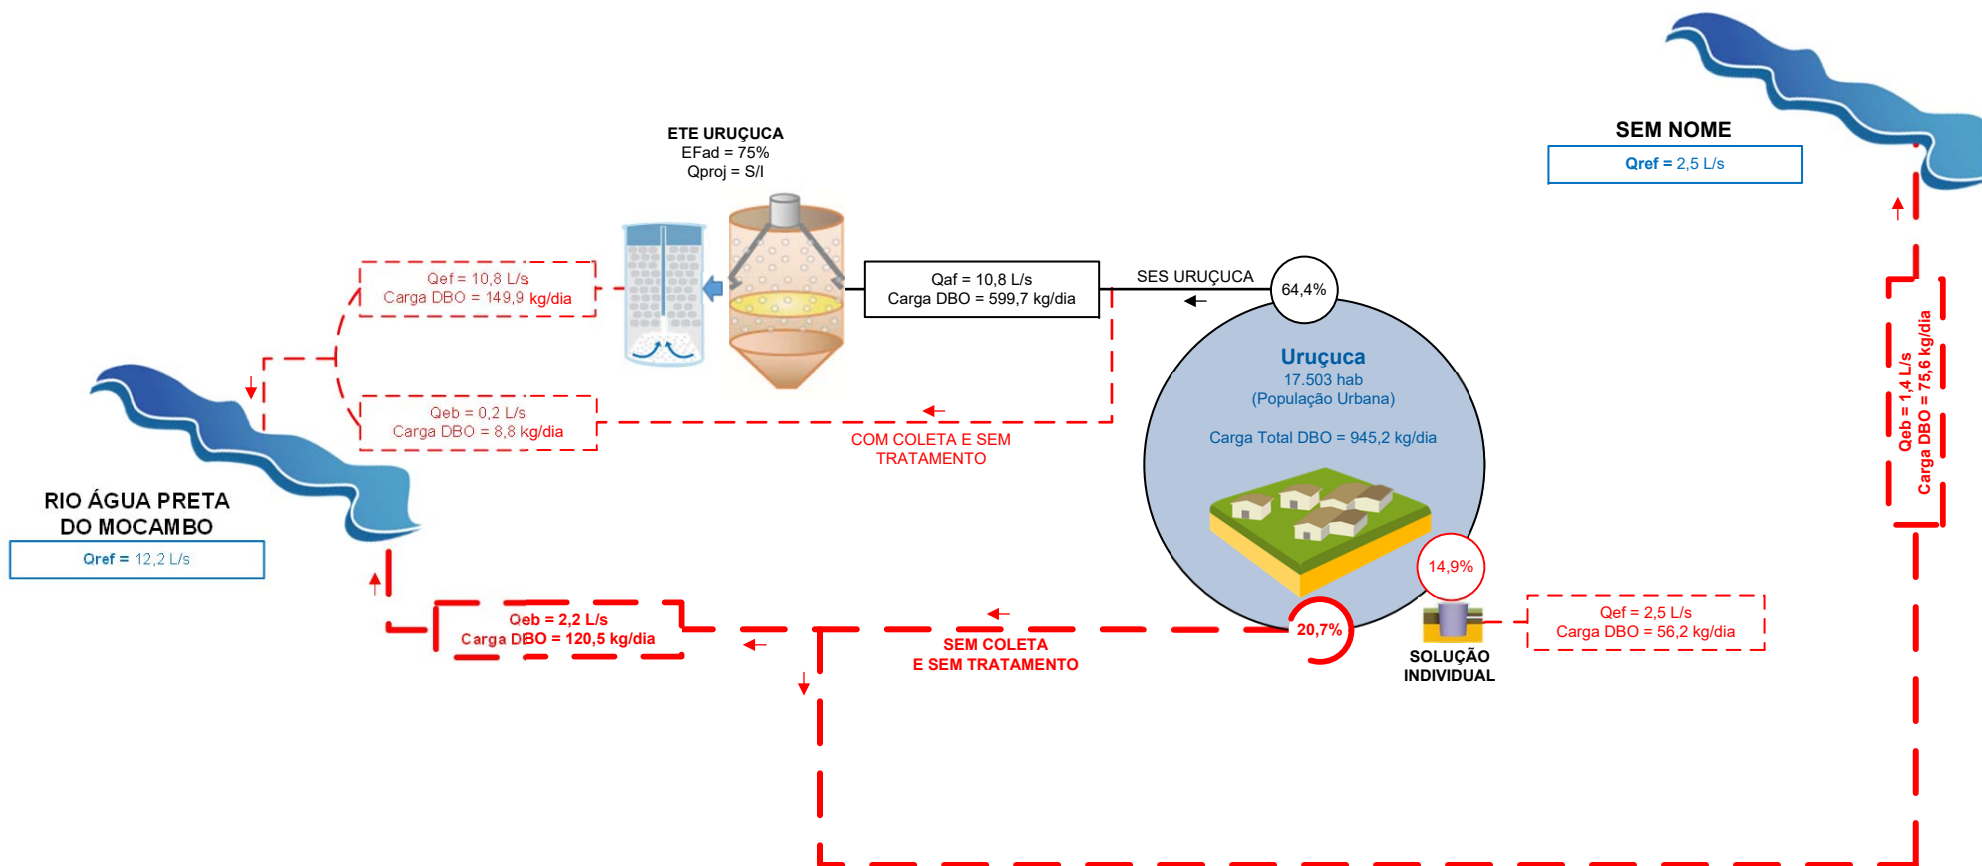 ETE URUÇUCA
EFad = 75%
Qproj = S/I
SEM NOME
Qref = 2,5 L/s
Qef = 10,8 L/s
Carga DBO = 149,9 kg/dia
Qaf = 10,8 L/s
Carga DBO = 599,7 kg/dia
SES URUÇUCA
64,4%
Uruçuca
17.503 hab
(População Urbana)
Carga Total DBO = 945,2 kg/dia
Qeb = 0,2 L/s
Carga DBO = 8,8 kg/dia
COM COLETA E SEM
TRATAMENTO
Qeb = 1,4 L/s
Carga DBO = 75,6 kg/dia
RIO ÁGUA PRETA
DO MOCAMBO
Qref = 12,2 L/s
14,9%
Qeb = 2,2 L/s
Carga DBO = 120,5 kg/dia
SEM COLETA
E SEM TRATAMENTO
20,7%
SOLUÇÃO
INDIVIDUAL
Qef = 2,5 L/s
Carga DBO = 56,2 kg/dia